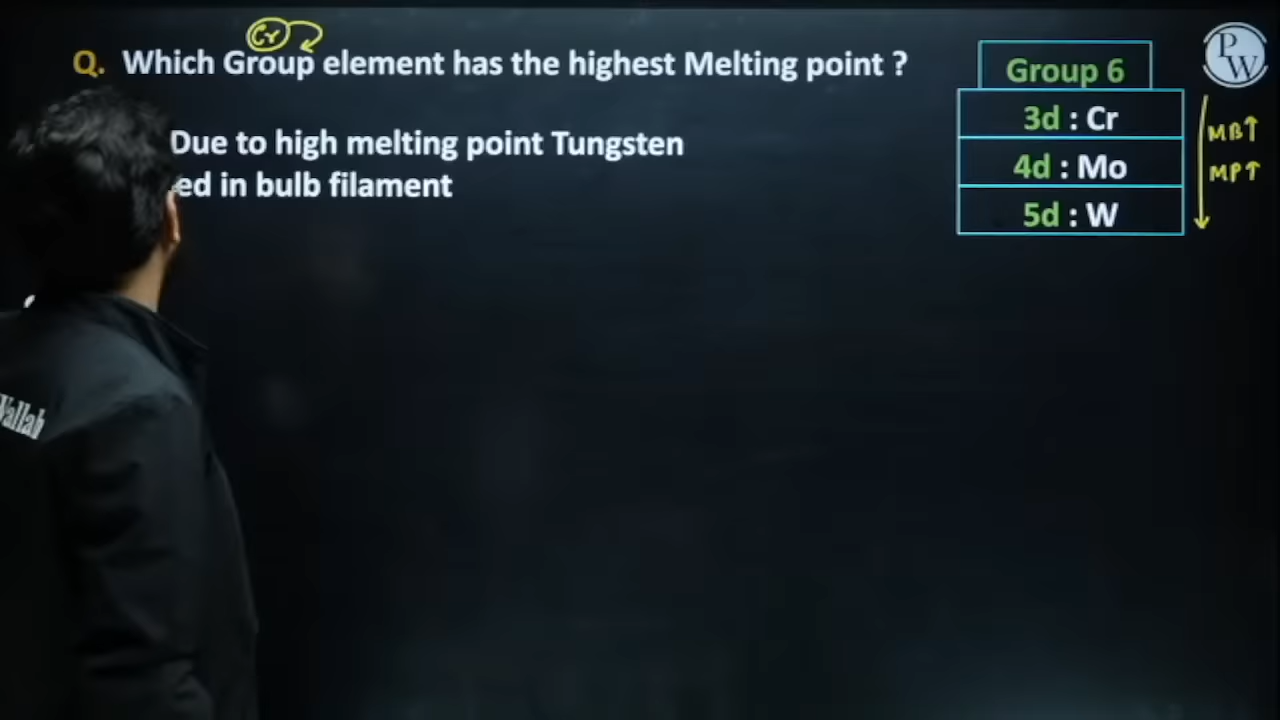 Cr
Q. Which Group element has the highest Melting point ?
Due to high melting point Tungsten
ed in bulb filament
Group 6
3d : Cr
4d : Mo
5d : W
MB↑
MP↑
PW
Wallah